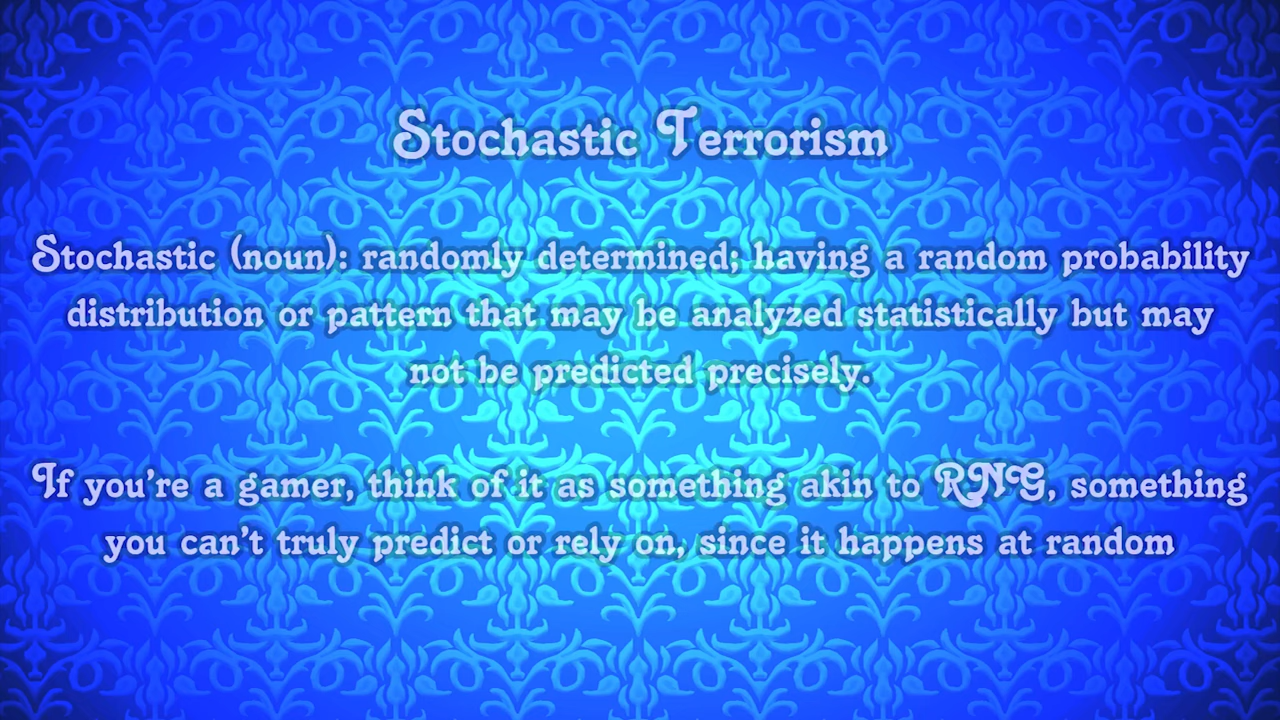 Stochastic Terrorism
Stochastic (noun): randomly determined; having a random probability
distribution or pattern that may be analyzed statistically but may
not be predicted precisely.
If you're a gamer, think of it as something akin to RNG, something
you can't truly predict or rely on, since it happens at random